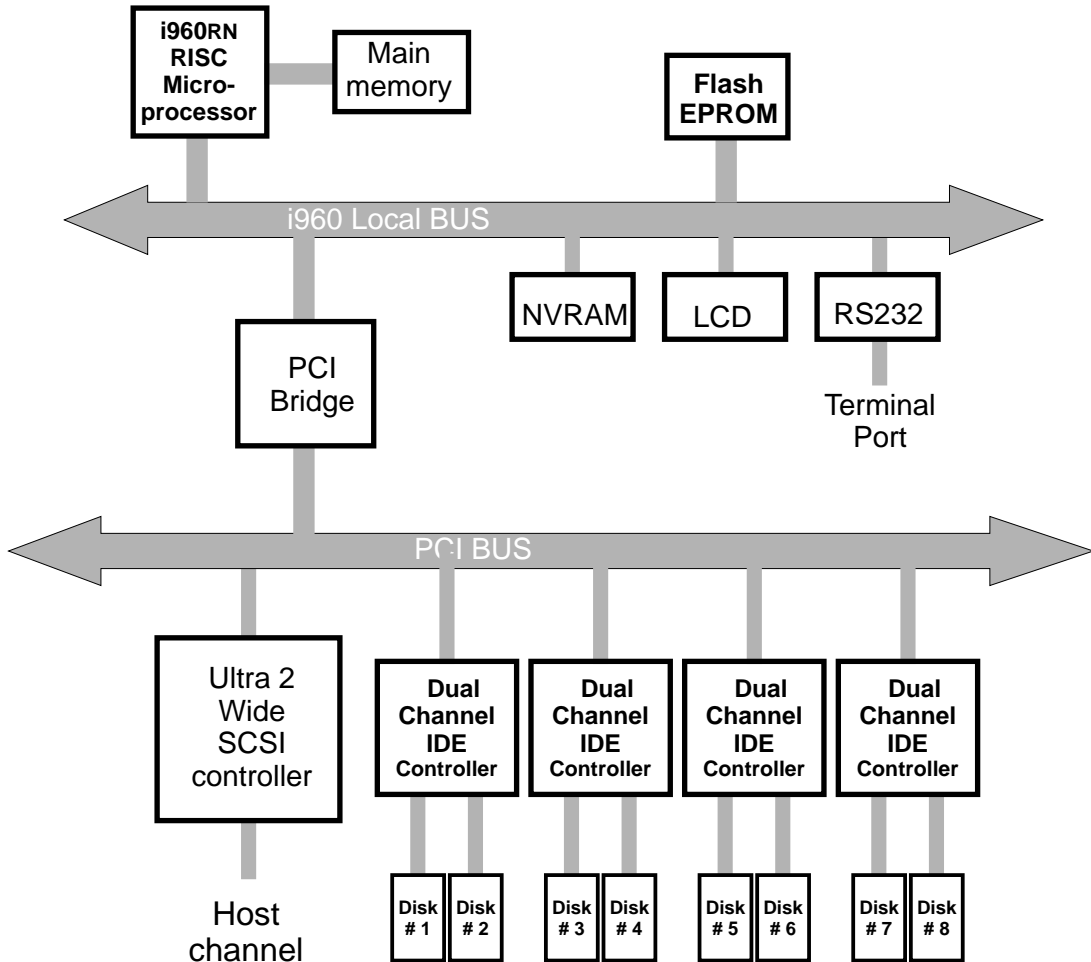 i960RN
RISC
Micro-
processor
Main
memory
Flash
EPROM
i960 Local BUS
NVRAM
LCD
RS232
PCI
Bridge
Terminal
Port
PCI BUS
Ultra 2
Wide
SCSI
controller
Dual
Channel
IDE
Controller
Dual
Channel
IDE
Controller
Dual
Channel
IDE
Controller
Dual
Channel
IDE
Controller
Host
channel
Disk
# 1
Disk
# 2
Disk
# 3
Disk
# 4
Disk
# 5
Disk
# 6
Disk
# 7
Disk
# 8